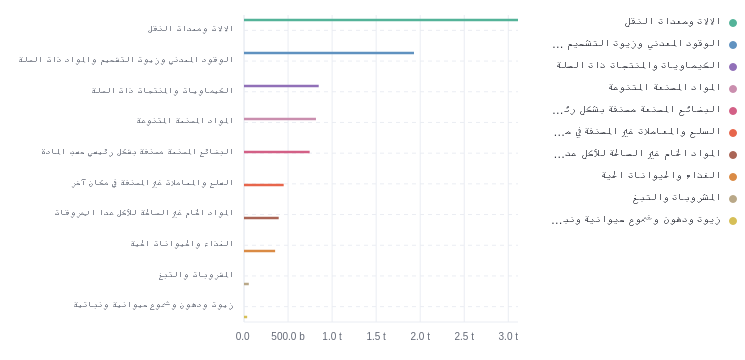 الآلات ومعدات النقل
الوقود المعدني وزيوت التشحيم والمواد ذات الصلة
الكيماويات والمنتجات ذات الصلة
المواد المصنعة المتنوعة
البضائع المصنعة مصنفة بشكل رئيسي حسب المادة
السلع والمعاملات غير المصنفة في مكان آخر
المواد الخام غير الصالحة للأكل عدا المحروقات
الغذاء والحيوانات الحية
المشروبات والتبغ
زيوت ودهون وشموع حيوانية ونباتية
0.0 500.0 b 1.0 t 1.5 t 2.0 t 2.5 t 3.0 t
الآلات ومعدات النقل
الوقود المعدني وزيوت التشحيم ...
الكيماويات والمنتجات ذات الصلة
المواد المصنعة المتنوعة
البضائع المصنعة مصنفة بشكل رئـ...
السلع والمعاملات غير المصنفة في مـ...
المواد الخام غير الصالحة للأكل عد...
الغذاء والحيوانات الحية
المشروبات والتبغ
زيوت ودهون وشموع حيوانية ونبـ...